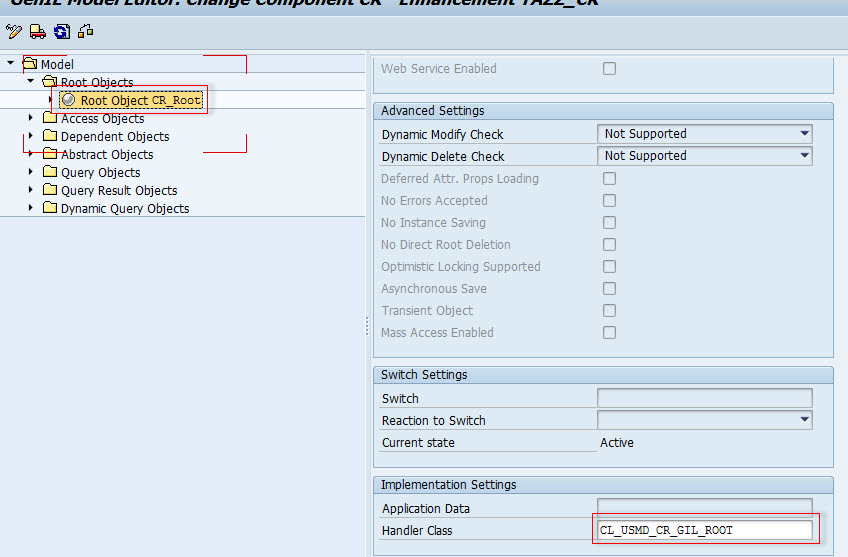 GenIL Model Editor: Change Component CR - Enhancement YAZZ_CR
Model
Root Objects
Root Object CR_Root
Access Objects
Dependent Objects
Abstract Objects
Query Objects
Query Result Objects
Dynamic Query Objects
Web Service Enabled
Advanced Settings
Dynamic Modify Check Not Supported
Dynamic Delete Check Not Supported
Deferred Attr. Props Loading
No Errors Accepted
No Instance Saving
No Direct Root Deletion
Optimistic Locking Supported
Asynchronous Save
Transient Object
Mass Access Enabled
Switch Settings
Switch
Reaction to Switch
Current state Active
Implementation Settings
Application Data
Handler Class CL_USMD_CR_GIL_ROOT